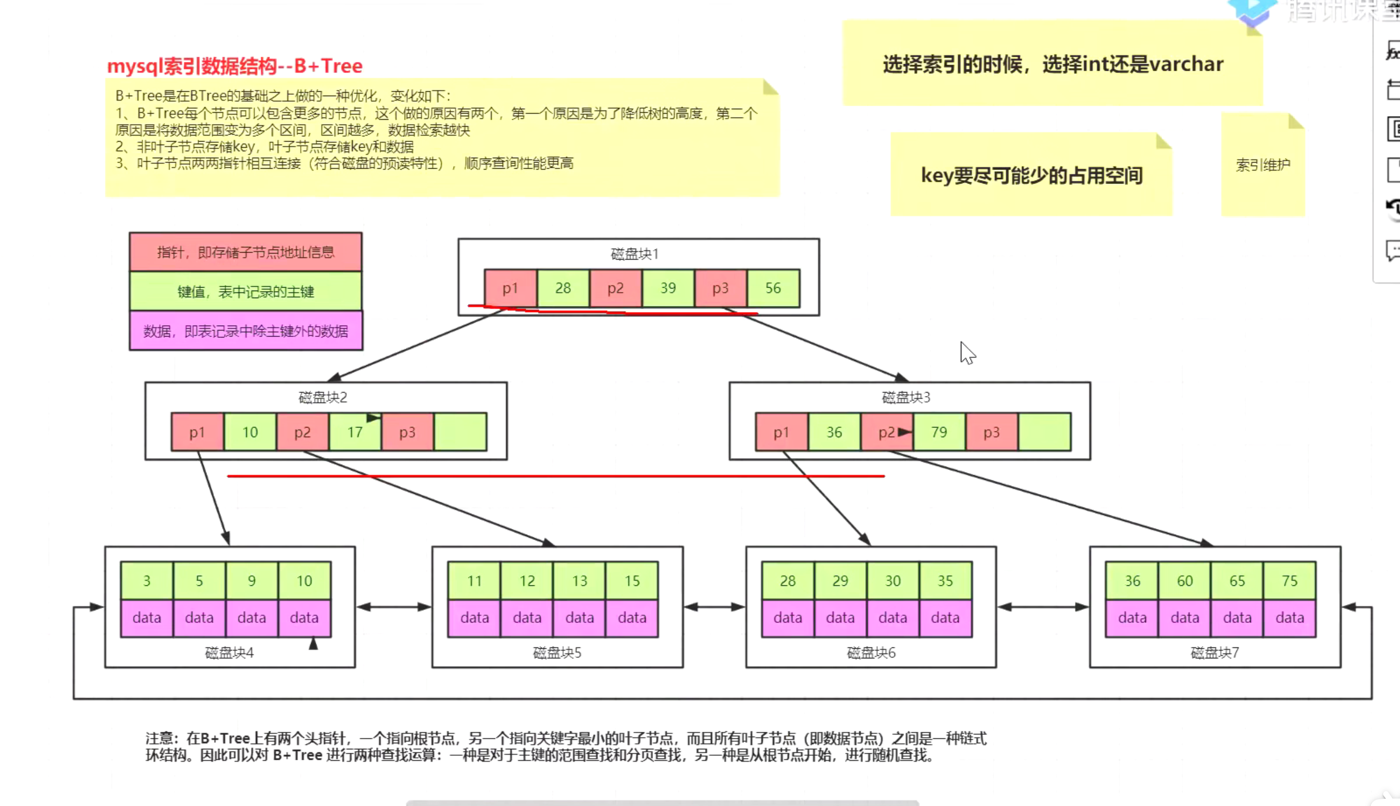 腾讯课堂
mysql索引数据结构--B+Tree
B+Tree是在BTree的基础之上做的一种优化，变化如下：
1、B+Tree每个节点可以包含更多的节点，这个做的原因有两个，第一个原因是为了降低树的高度，第二个
原因是将数据范围变为多个区间，区间越多，数据检索越快
2、非叶子节点存储key，叶子节点存储key和数据
3、叶子节点两两指针相互连接（符合磁盘的预读特性），顺序查询性能更高
选择索引的时候，选择int还是varchar
key要尽可能少的占用空间
索引维护
指针，即存储子节点地址信息
键值，表中记录的主键
数据，即表记录中除主键外的数据
磁盘块1
p1 28 p2 39 p3 56
磁盘块2
p1 10 p2 17 p3
磁盘块3
p1 36 p2 79 p3
3 5 9 10
data data data data
磁盘块4
11 12 13 15
data data data data
磁盘块5
28 29 30 35
data data data data
磁盘块6
36 60 65 75
data data data data
磁盘块7
注意：在B+Tree上有两个头指针，一个指向根节点，另一个指向关键字最小的叶子节点，而且所有叶子节点（即数据节点）之间是一种链式
环结构。因此可以对 B+Tree 进行两种查找运算：一种是对于主键的范围查找和分页查找，另一种是从根节点开始，进行随机查找。